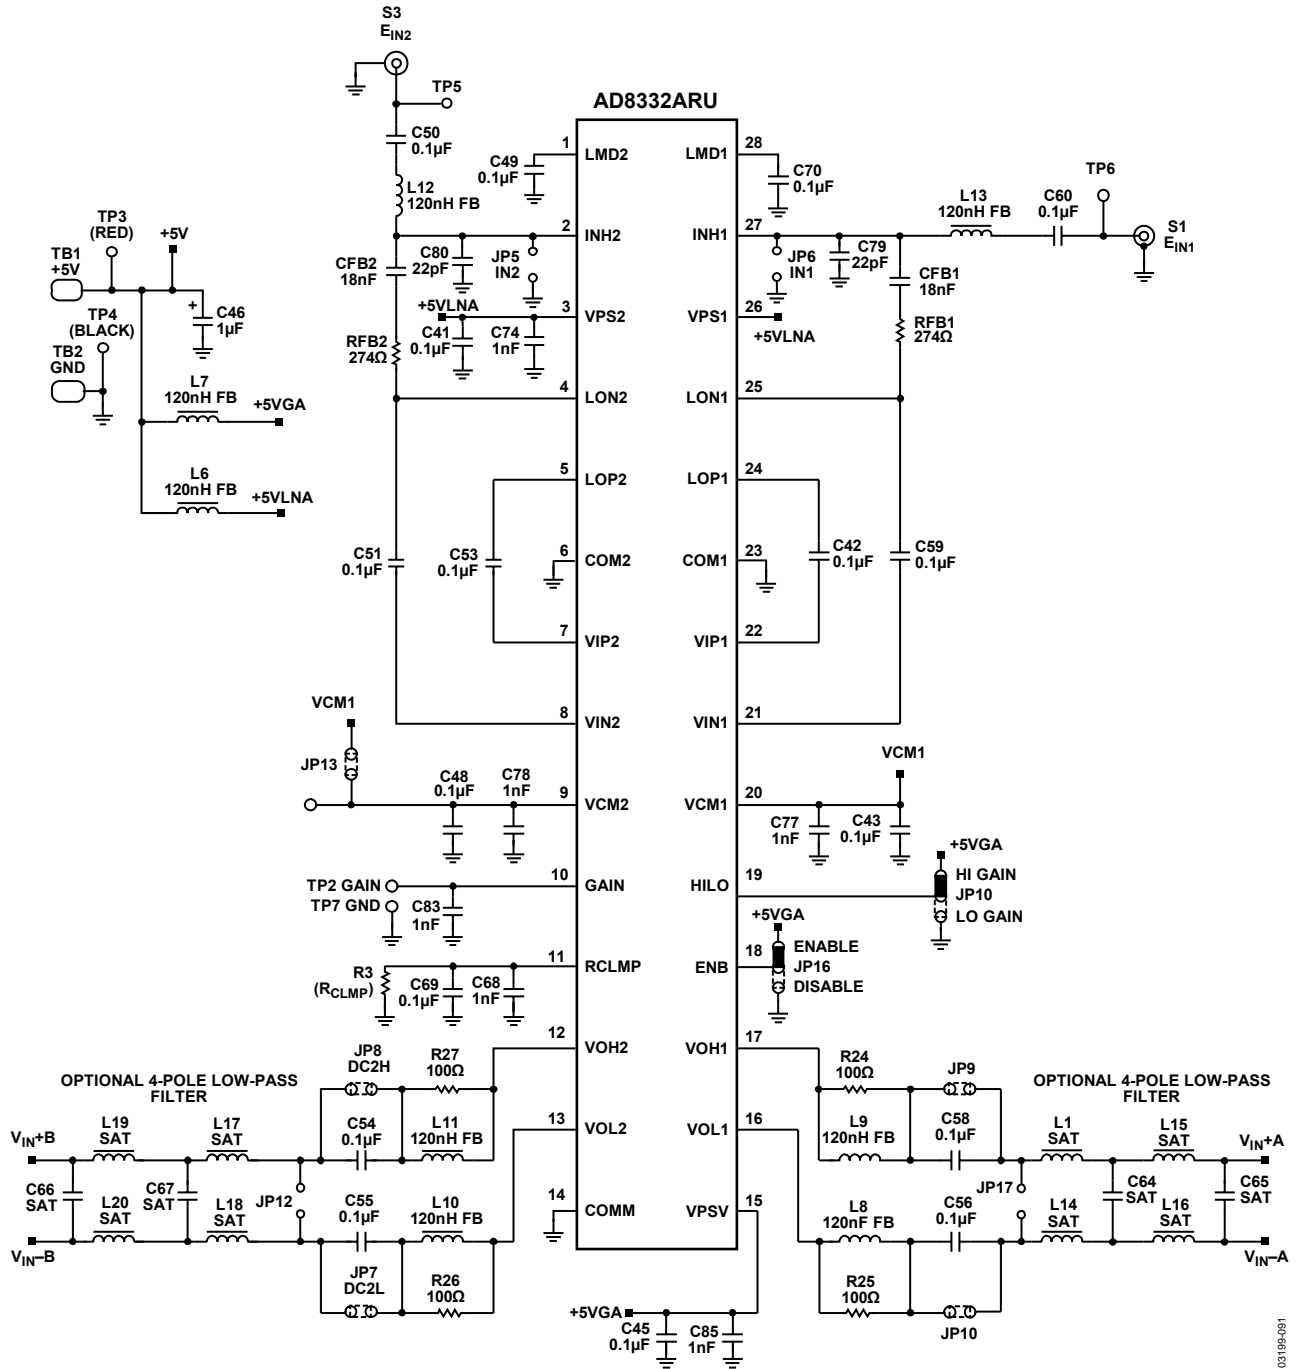 S3
EIN2
TP5
AD8332ARU
C50
0.1µF
L12
120nH FB
C49
0.1µF
1
LMD2
LMD1
28
C70
0.1µF
TP6
L13
120nH FB
C60
0.1µF
S1
EIN1
2
INH2
INH1
27
C80
22pF
JP5
IN2
JP6
IN1
C79
22pF
CFB2
18nF
CFB1
18nF
TP3
(RED)
+5V
TB1
+5V
TP4
(BLACK)
+
C46
1µF
TB2
GND
L7
120nH FB
+5VGA
L6
120nH FB
+5VLNA
+5VLNA
3
VPS2
VPS1
26
+5VLNA
C41
0.1µF
C74
1nF
RFB2
274Ω
RFB1
274Ω
4
LON2
LON1
25
5
LOP2
LOP1
24
C51
0.1µF
C53
0.1µF
6
COM2
COM1
23
C42
0.1µF
C59
0.1µF
7
VIP2
VIP1
22
8
VIN2
VIN1
21
VCM1
JP13
C48
0.1µF
C78
1nF
9
VCM2
VCM1
20
VCM1
C77
1nF
C43
0.1µF
TP2 GAIN
TP7 GND
C83
1nF
10
GAIN
HILO
19
+5VGA
HI GAIN
JP10
LO GAIN
+5VGA
ENABLE
JP16
DISABLE
11
RCLMP
ENB
18
R3
(RCLMP)
C69
0.1µF
C68
1nF
12
VOH2
VOH1
17
OPTIONAL 4-POLE LOW-PASS
FILTER
JP8
DC2H
R27
100Ω
C54
0.1µF
L11
120nH FB
L19
SAT
L17
SAT
VIN+B
C66
SAT
C67
SAT
JP12
L20
SAT
L18
SAT
VIN–B
C55
0.1µF
L10
120nH FB
JP7
DC2L
R26
100Ω
13
VOL2
VOL1
16
14
COMM
VPSV
15
+5VGA
C45
0.1µF
C85
1nF
R24
100Ω
JP9
L9
120nH FB
C58
0.1µF
OPTIONAL 4-POLE LOW-PASS
FILTER
L1
SAT
L15
SAT
VIN+A
JP17
C64
SAT
C65
SAT
L8
120nF FB
C56
0.1µF
L14
SAT
L16
SAT
VIN–A
R25
100Ω
JP10
03199-091